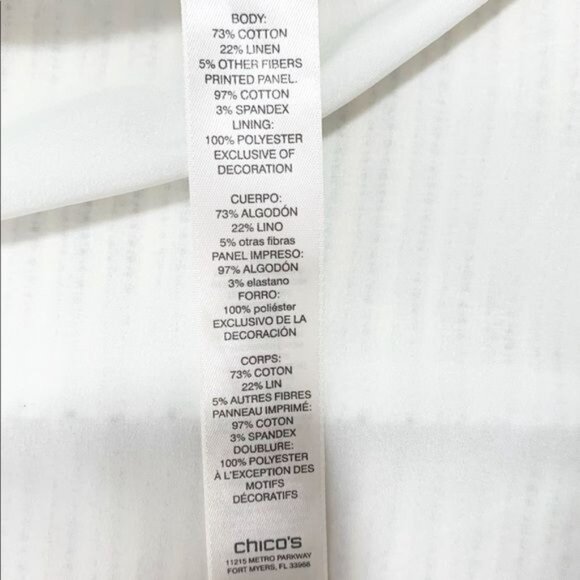 BODY:
73% COTTON
22% LINEN
5% OTHER FIBERS
PRINTED PANEL.
97% COTTON
3% SPANDEX
LINING:
100% POLYESTER
EXCLUSIVE OF
DECORATION
CUERPO:
73% ALGODÓN
22% LINO
5% otras fibras
PANEL IMPRESO:
97% ALGODÓN
3% elastano
FORRO:
100% poliéster
EXCLUSIVO DE LA
DECORACIÓN
CORPS:
73% COTON
22% LIN
5% AUTRES FIBRES
PANNEAU IMPRIMÉ:
97% COTON
3% SPANDEX
DOUBLURE:
100% POLYESTER
À L'EXCEPTION DES
MOTIFS
DÉCORATIFS
chico's
11215 METRO PARKWAY
FORT MYERS, FL 33966